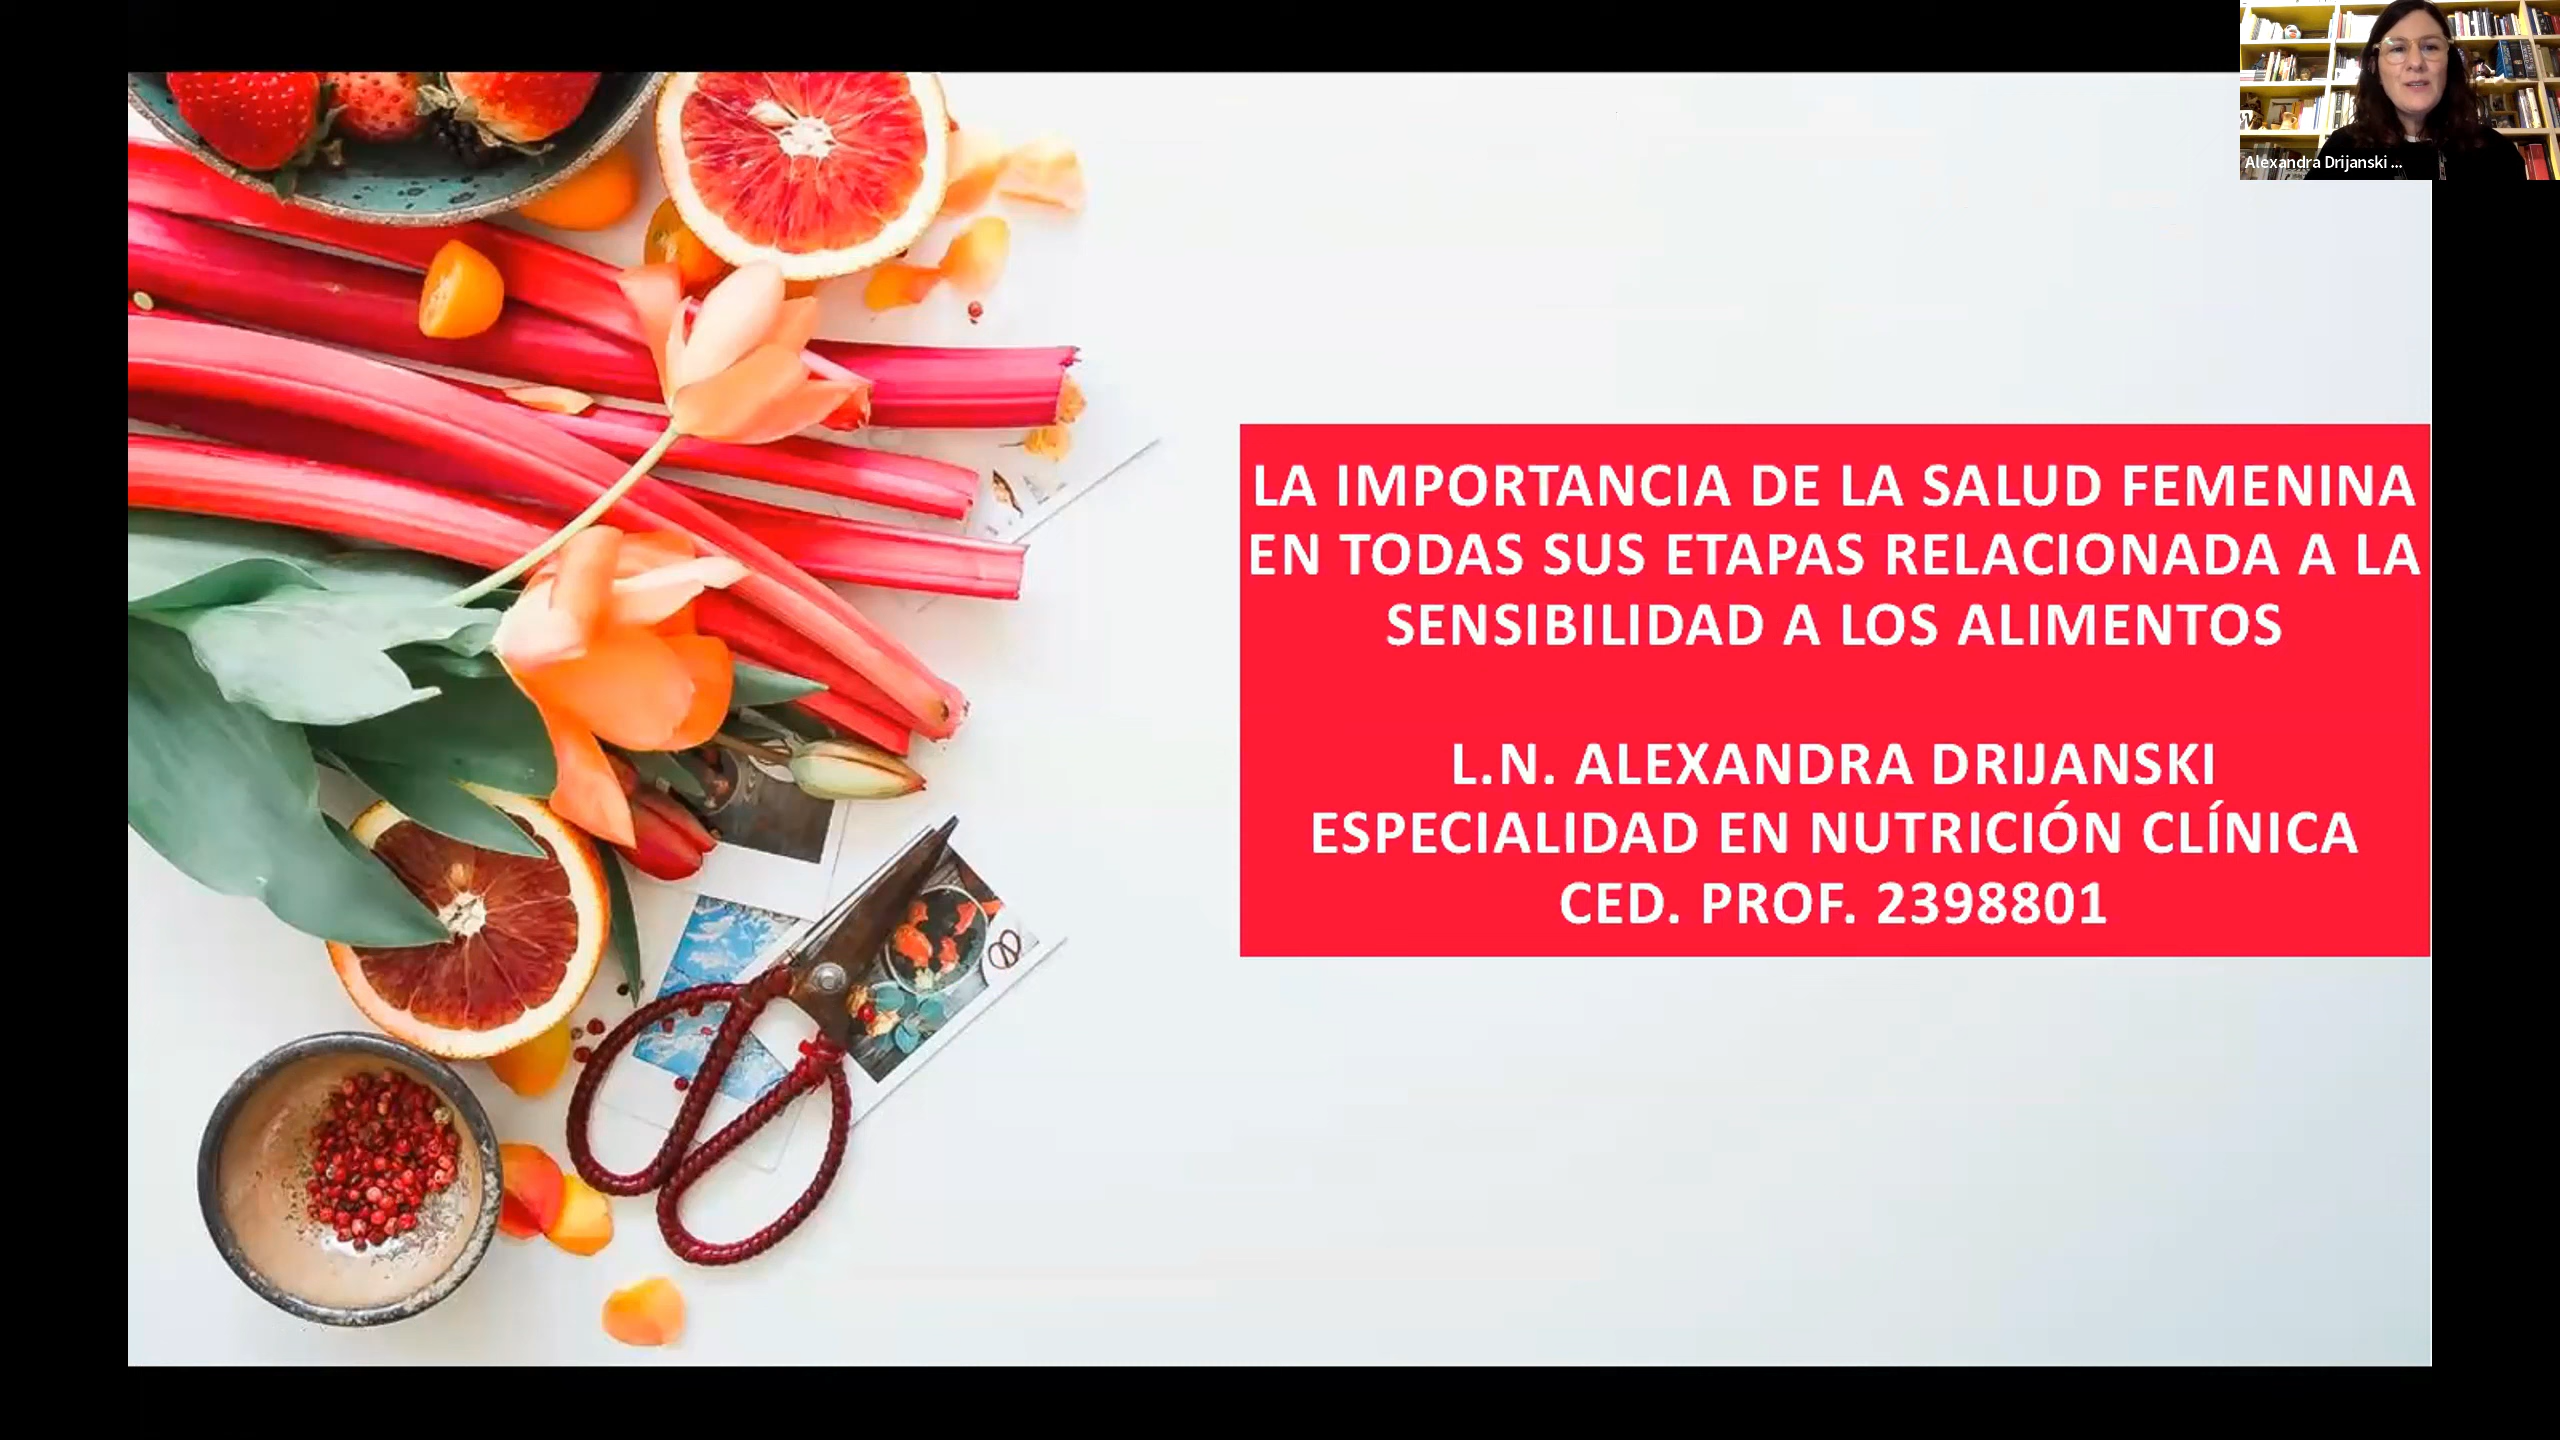 Alexandra Drijanski ...
LA IMPORTANCIA DE LA SALUD FEMENINA
EN TODAS SUS ETAPAS RELACIONADA A LA
SENSIBILIDAD A LOS ALIMENTOS
L.N. ALEXANDRA DRIJANSKI
ESPECIALIDAD EN NUTRICIÓN CLÍNICA
CED. PROF. 2398801